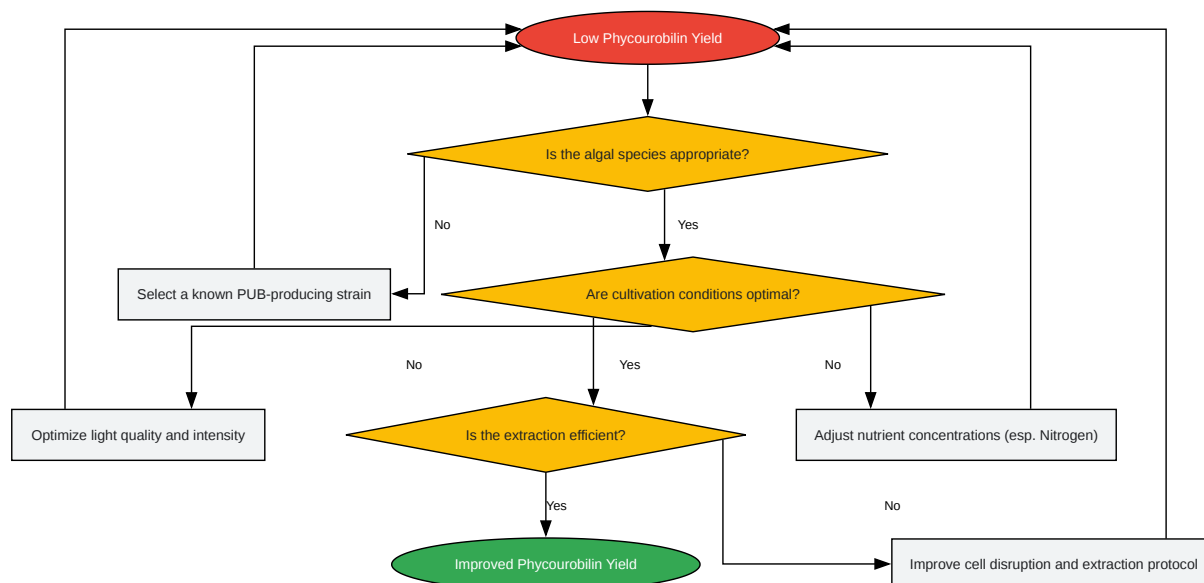 Low Phycourobilin Yield
Is the algal species appropriate?
No
Yes
Select a known PUB-producing strain
Are cultivation conditions optimal?
No
Yes
No
Optimize light quality and intensity
Is the extraction efficient?
Adjust nutrient concentrations (esp. Nitrogen)
Yes
No
Improved Phycourobilin Yield
Improve cell disruption and extraction protocol